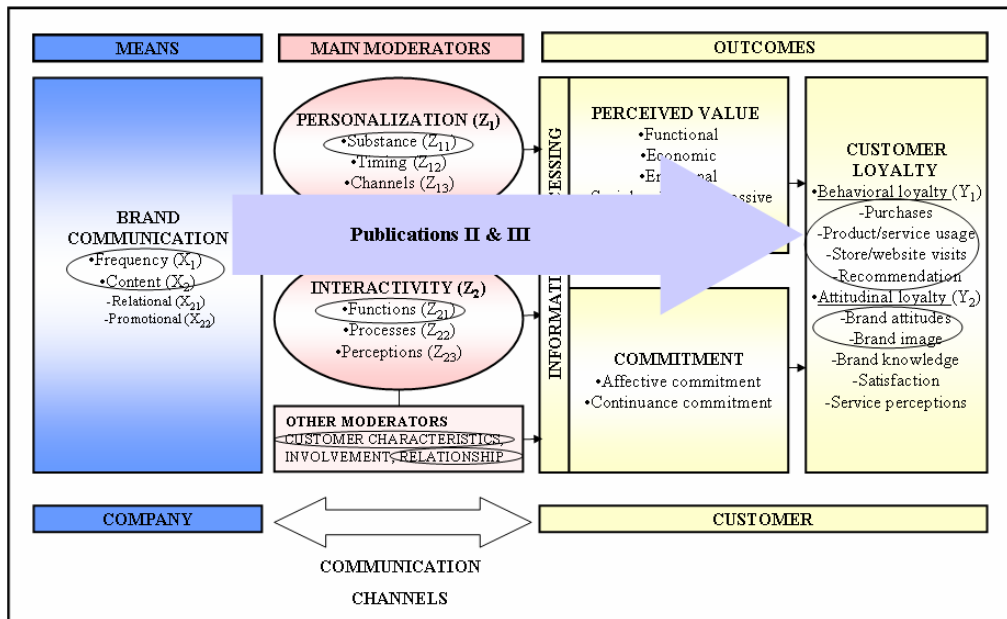 MEANS
MAIN MODERATORS
OUTCOMES
BRAND
COMMUNICATION
•Frequency (X1)
•Content (X2)
-Relational (X21)
-Promotional (X22)
PERSONALIZATION (Z1)
•Substance (Z11)
•Timing (Z12)
•Channels (Z13)
Publications II & III
INTERACTIVITY (Z2)
•Functions (Z21)
•Processes (Z22)
•Perceptions (Z23)
OTHER MODERATORS
CUSTOMER CHARACTERISTICS,
INVOLVEMENT, RELATIONSHIP
PERCEIVED VALUE
•Functional
•Economic
COMMITMENT
•Affective commitment
•Continuance commitment
CUSTOMER
LOYALTY
•Behavioral loyalty (Y1)
-Purchases
-Product/service usage
-Store/website visits
-Recommendation
•Attitudinal loyalty (Y2)
-Brand attitudes
-Brand image
-Brand knowledge
-Satisfaction
-Service perceptions
COMPANY
CUSTOMER
COMMUNICATION
CHANNELS